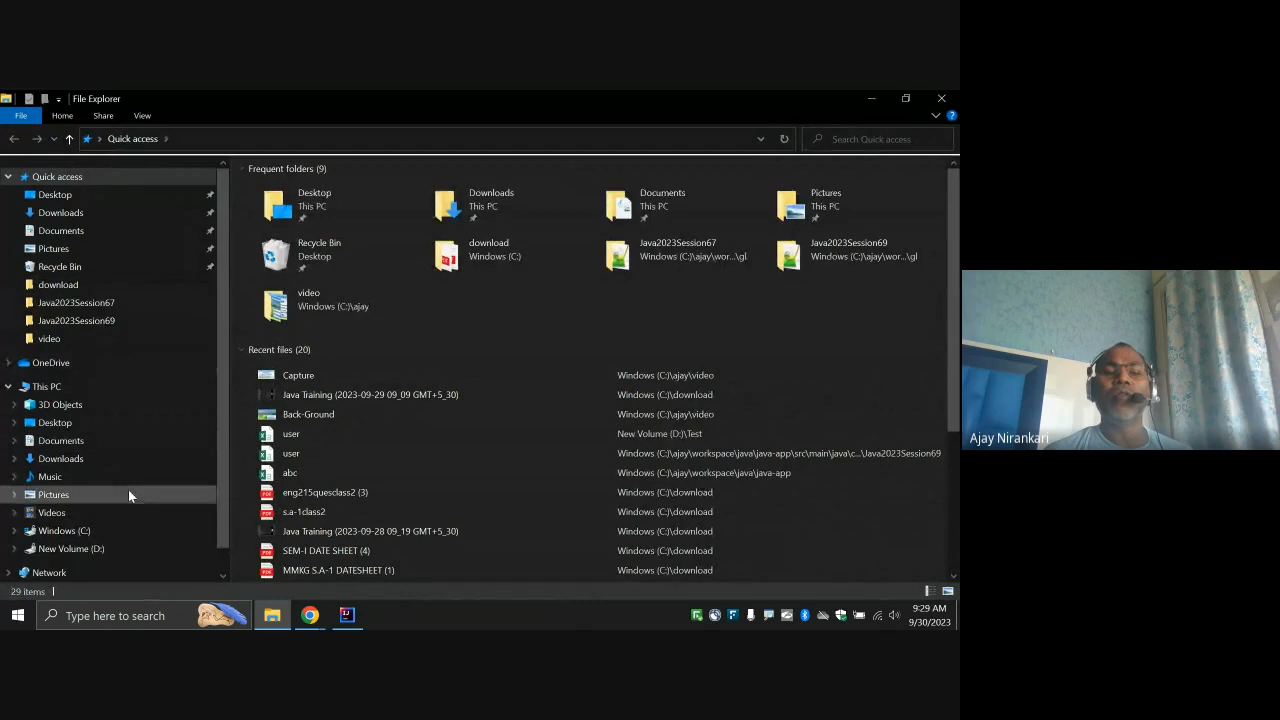 File Explorer
File Home Share View
Quick access Search Quick access
Quick access
Desktop
Downloads
Documents
Pictures
Recycle Bin
download
Java2023Session67
Java2023Session69
video
OneDrive
This PC
3D Objects
Desktop
Documents
Downloads
Music
Pictures
Videos
Windows (C:)
New Volume (D:)
Network
Frequent folders (9)
Desktop
This PC
Downloads
This PC
Documents
This PC
Pictures
This PC
Recycle Bin
Desktop
download
Windows (C:)
Java2023Session67
Windows (C:)\ajay\wor...\gl
Java2023Session69
Windows (C:)\ajay\wor...\gl
video
Windows (C:)\ajay
Recent files (20)
Capture Windows (C:)\ajay\video
Java Training (2023-09-29 09_09 GMT+5_30) Windows (C:)\download
Back-Ground Windows (C:)\ajay\video
user New Volume (D:)\Test
user Windows (C:)\ajay\workspace\java\java-app\src\main\java\c...\Java2023Session69
abc Windows (C:)\ajay\workspace\java\java-app
eng215quesclass2 (3) Windows (C:)\download
s.a-1class2 Windows (C:)\download
Java Training (2023-09-28 09_19 GMT+5_30) Windows (C:)\download
SEM-I DATE SHEET (4) Windows (C:)\download
MMKG S.A-1 DATESHEET (1) Windows (C:)\download
29 items
Type here to search
9:29 AM
9/30/2023
Ajay Nirankari